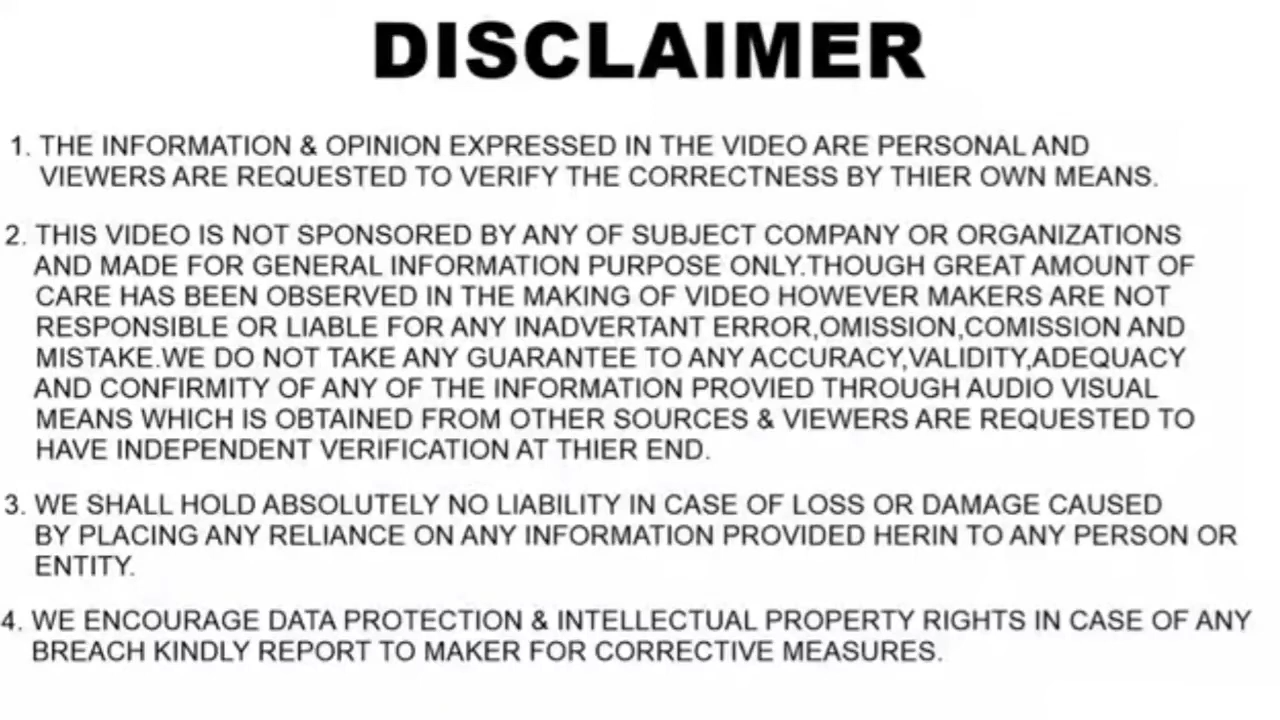 DISCLAIMER
1. THE INFORMATION & OPINION EXPRESSED IN THE VIDEO ARE PERSONAL AND
VIEWERS ARE REQUESTED TO VERIFY THE CORRECTNESS BY THIER OWN MEANS.
2. THIS VIDEO IS NOT SPONSORED BY ANY OF SUBJECT COMPANY OR ORGANIZATIONS
AND MADE FOR GENERAL INFORMATION PURPOSE ONLY.THOUGH GREAT AMOUNT OF
CARE HAS BEEN OBSERVED IN THE MAKING OF VIDEO HOWEVER MAKERS ARE NOT
RESPONSIBLE OR LIABLE FOR ANY INADVERTANT ERROR,OMISSION,COMISSION AND
MISTAKE.WE DO NOT TAKE ANY GUARANTEE TO ANY ACCURACY,VALIDITY,ADEQUACY
AND CONFIRMITY OF ANY OF THE INFORMATION PROVIED THROUGH AUDIO VISUAL
MEANS WHICH IS OBTAINED FROM OTHER SOURCES & VIEWERS ARE REQUESTED TO
HAVE INDEPENDENT VERIFICATION AT THIER END.
3. WE SHALL HOLD ABSOLUTELY NO LIABILITY IN CASE OF LOSS OR DAMAGE CAUSED
BY PLACING ANY RELIANCE ON ANY INFORMATION PROVIDED HERIN TO ANY PERSON OR
ENTITY.
4. WE ENCOURAGE DATA PROTECTION & INTELLECTUAL PROPERTY RIGHTS IN CASE OF ANY
BREACH KINDLY REPORT TO MAKER FOR CORRECTIVE MEASURES.